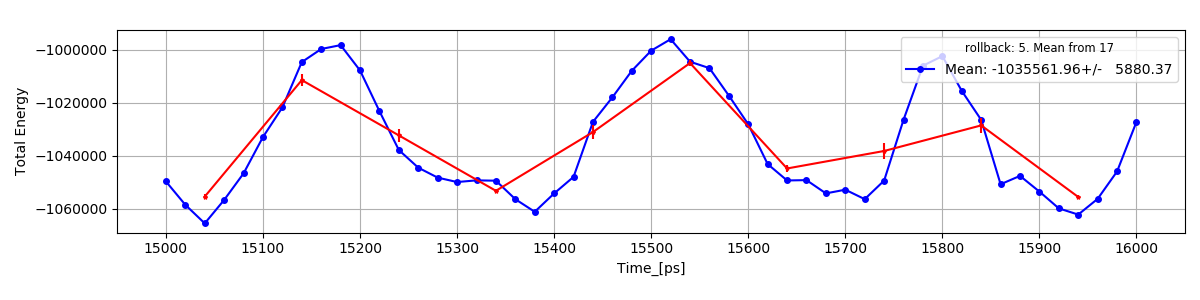 rollback: 5. Mean from 17
Mean: -1035561.96+/-   5880.37
Total Energy
−1000000
−1020000
−1040000
−1060000
15000 15100 15200 15300 15400 15500 15600 15700 15800 15900 16000
Time_[ps]